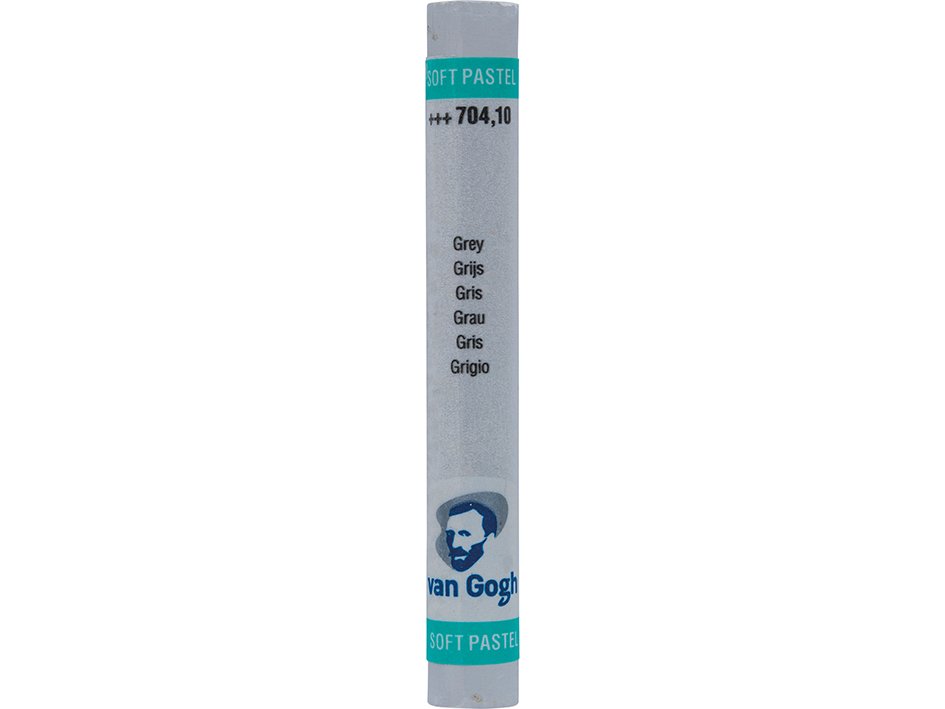 SOFT PASTEL
+++ 704,10
Grey
Grijs
Gris
Grau
Gris
Grigio
van Gogh
SOFT PASTEL